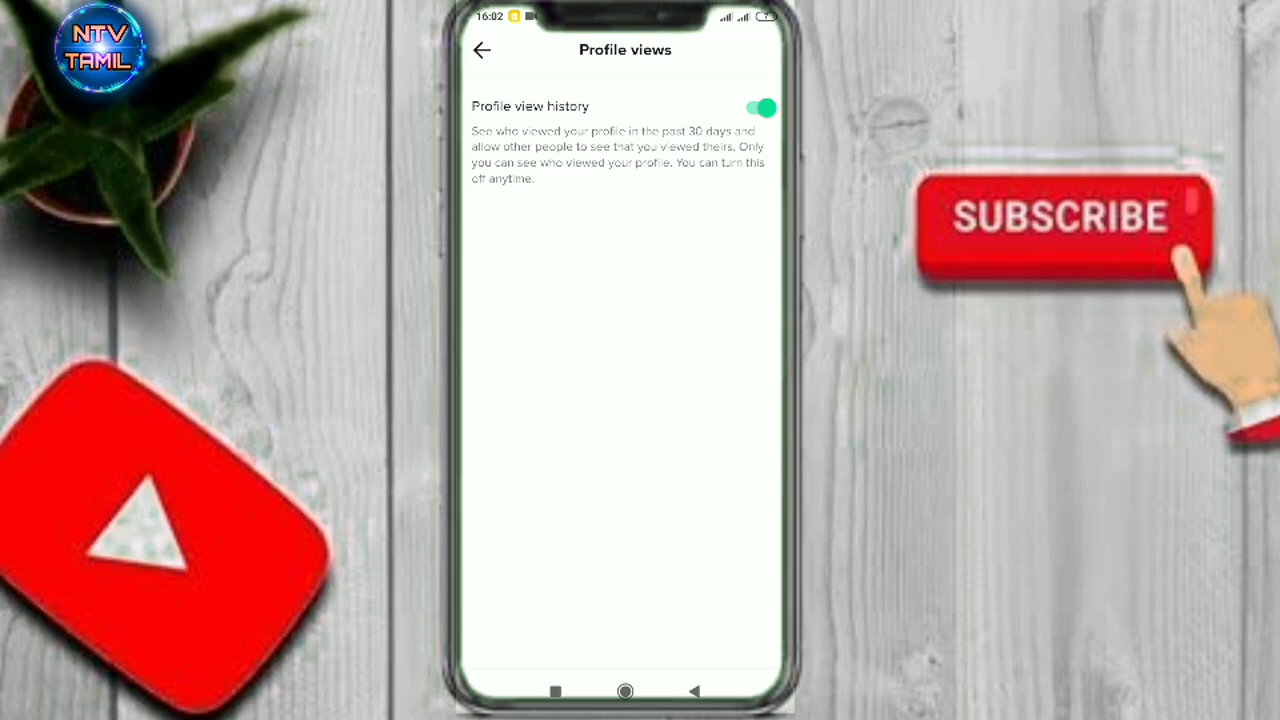 NTV
TAMIL
16:02
Profile views
Profile view history
See who viewed your profile in the past 30 days and
allow other people to see that you viewed theirs. Only
you can see who viewed your profile. You can turn this
off anytime.
SUBSCRIBE